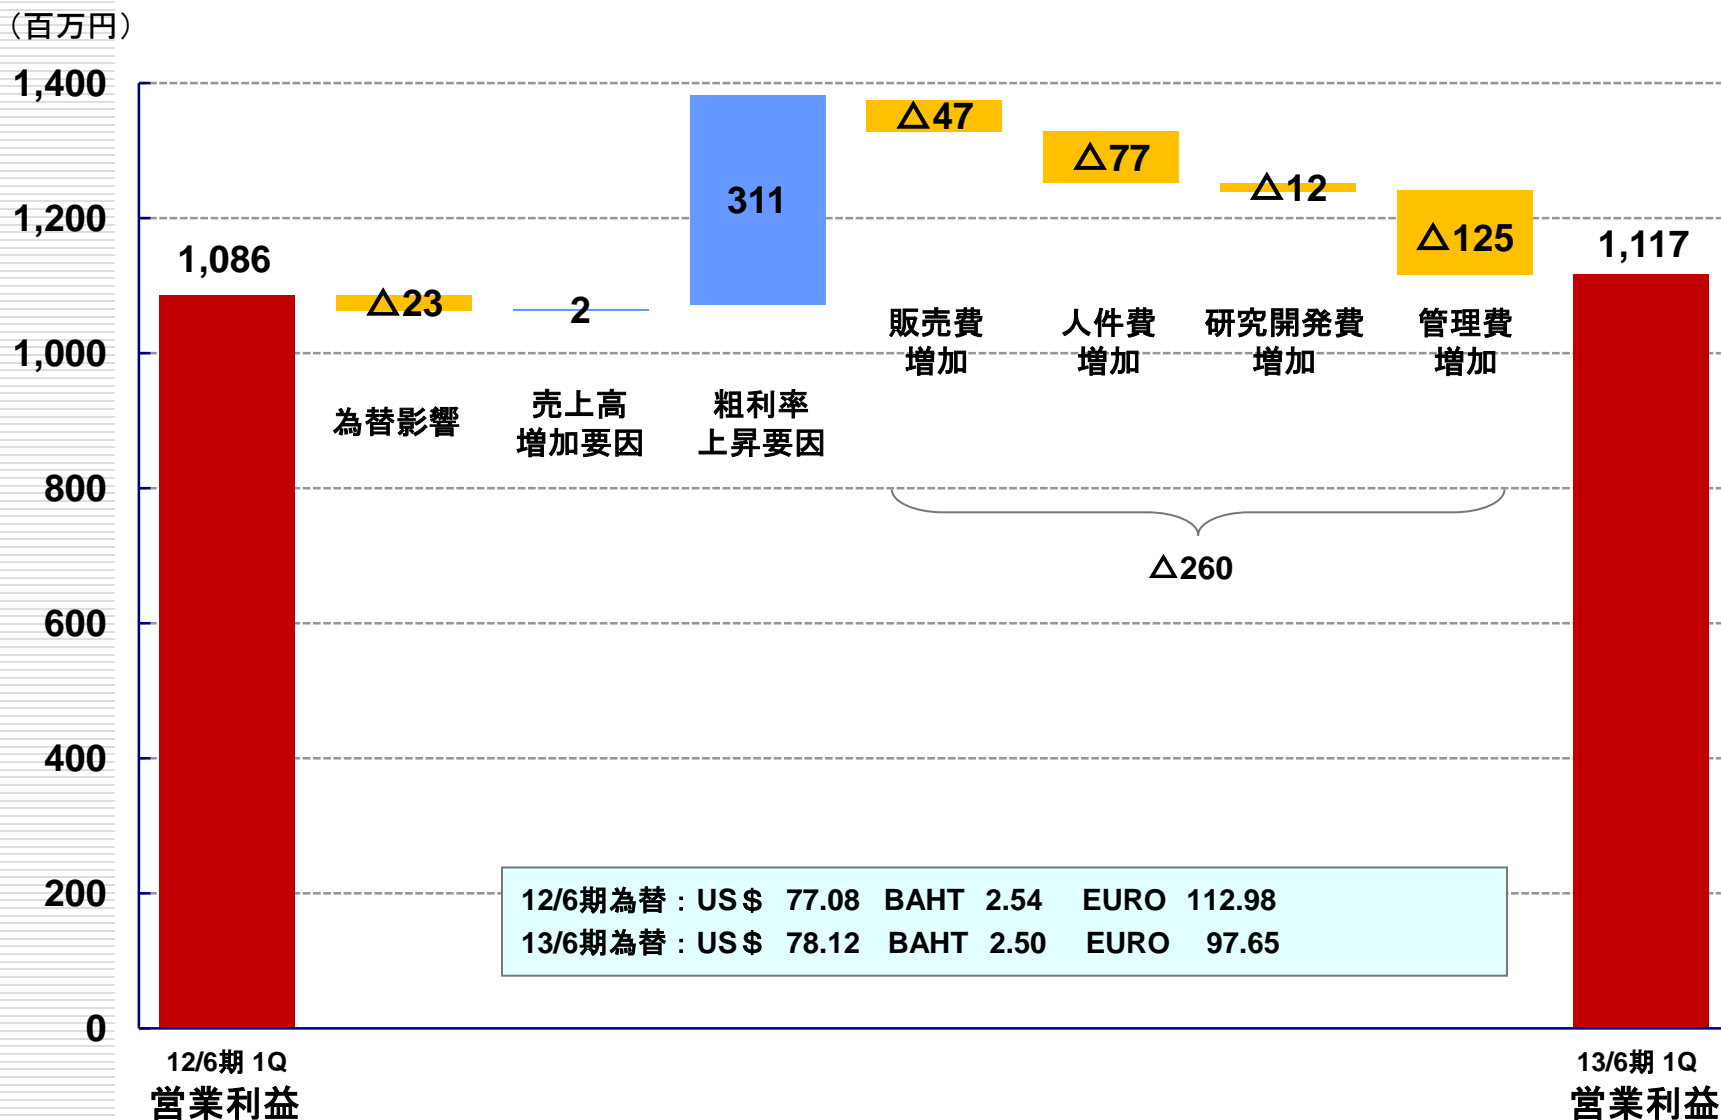 （百万円）
1,400
1,200
1,000
800
600
400
200
0
1,086
△23
2
311
△47
△77
△12
△125
1,117
為替影響
売上高
増加要因
粗利率
上昇要因
販売費
増加
人件費
増加
研究開発費
増加
管理費
増加
△260
12/6期為替：US＄ 77.08 BAHT 2.54 EURO 112.98
13/6期為替：US＄ 78.12 BAHT 2.50 EURO 97.65
12/6期 1Q
営業利益
13/6期 1Q
営業利益